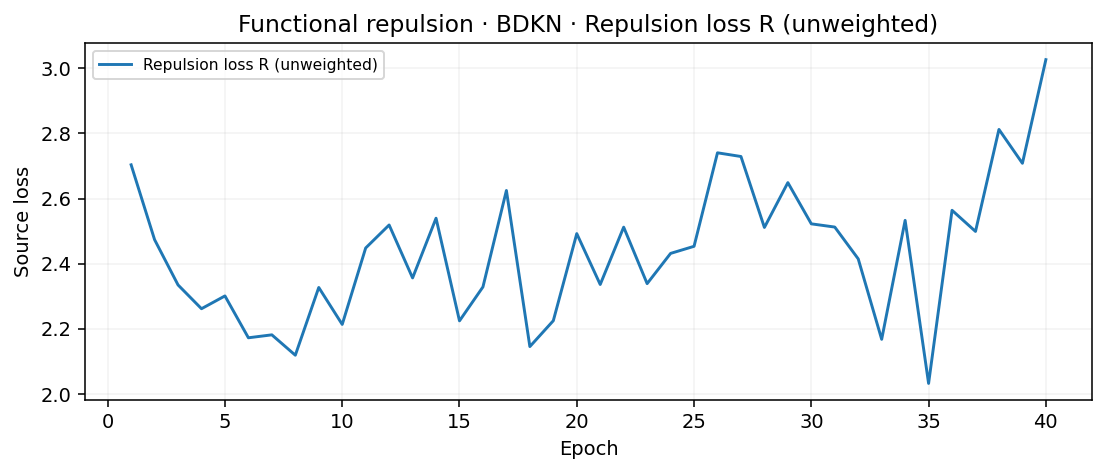 Functional repulsion · BDKN · Repulsion loss R (unweighted)
Repulsion loss R (unweighted)
Source loss
3.0
2.8
2.6
2.4
2.2
2.0
0 5 10 15 20 25 30 35 40
Epoch